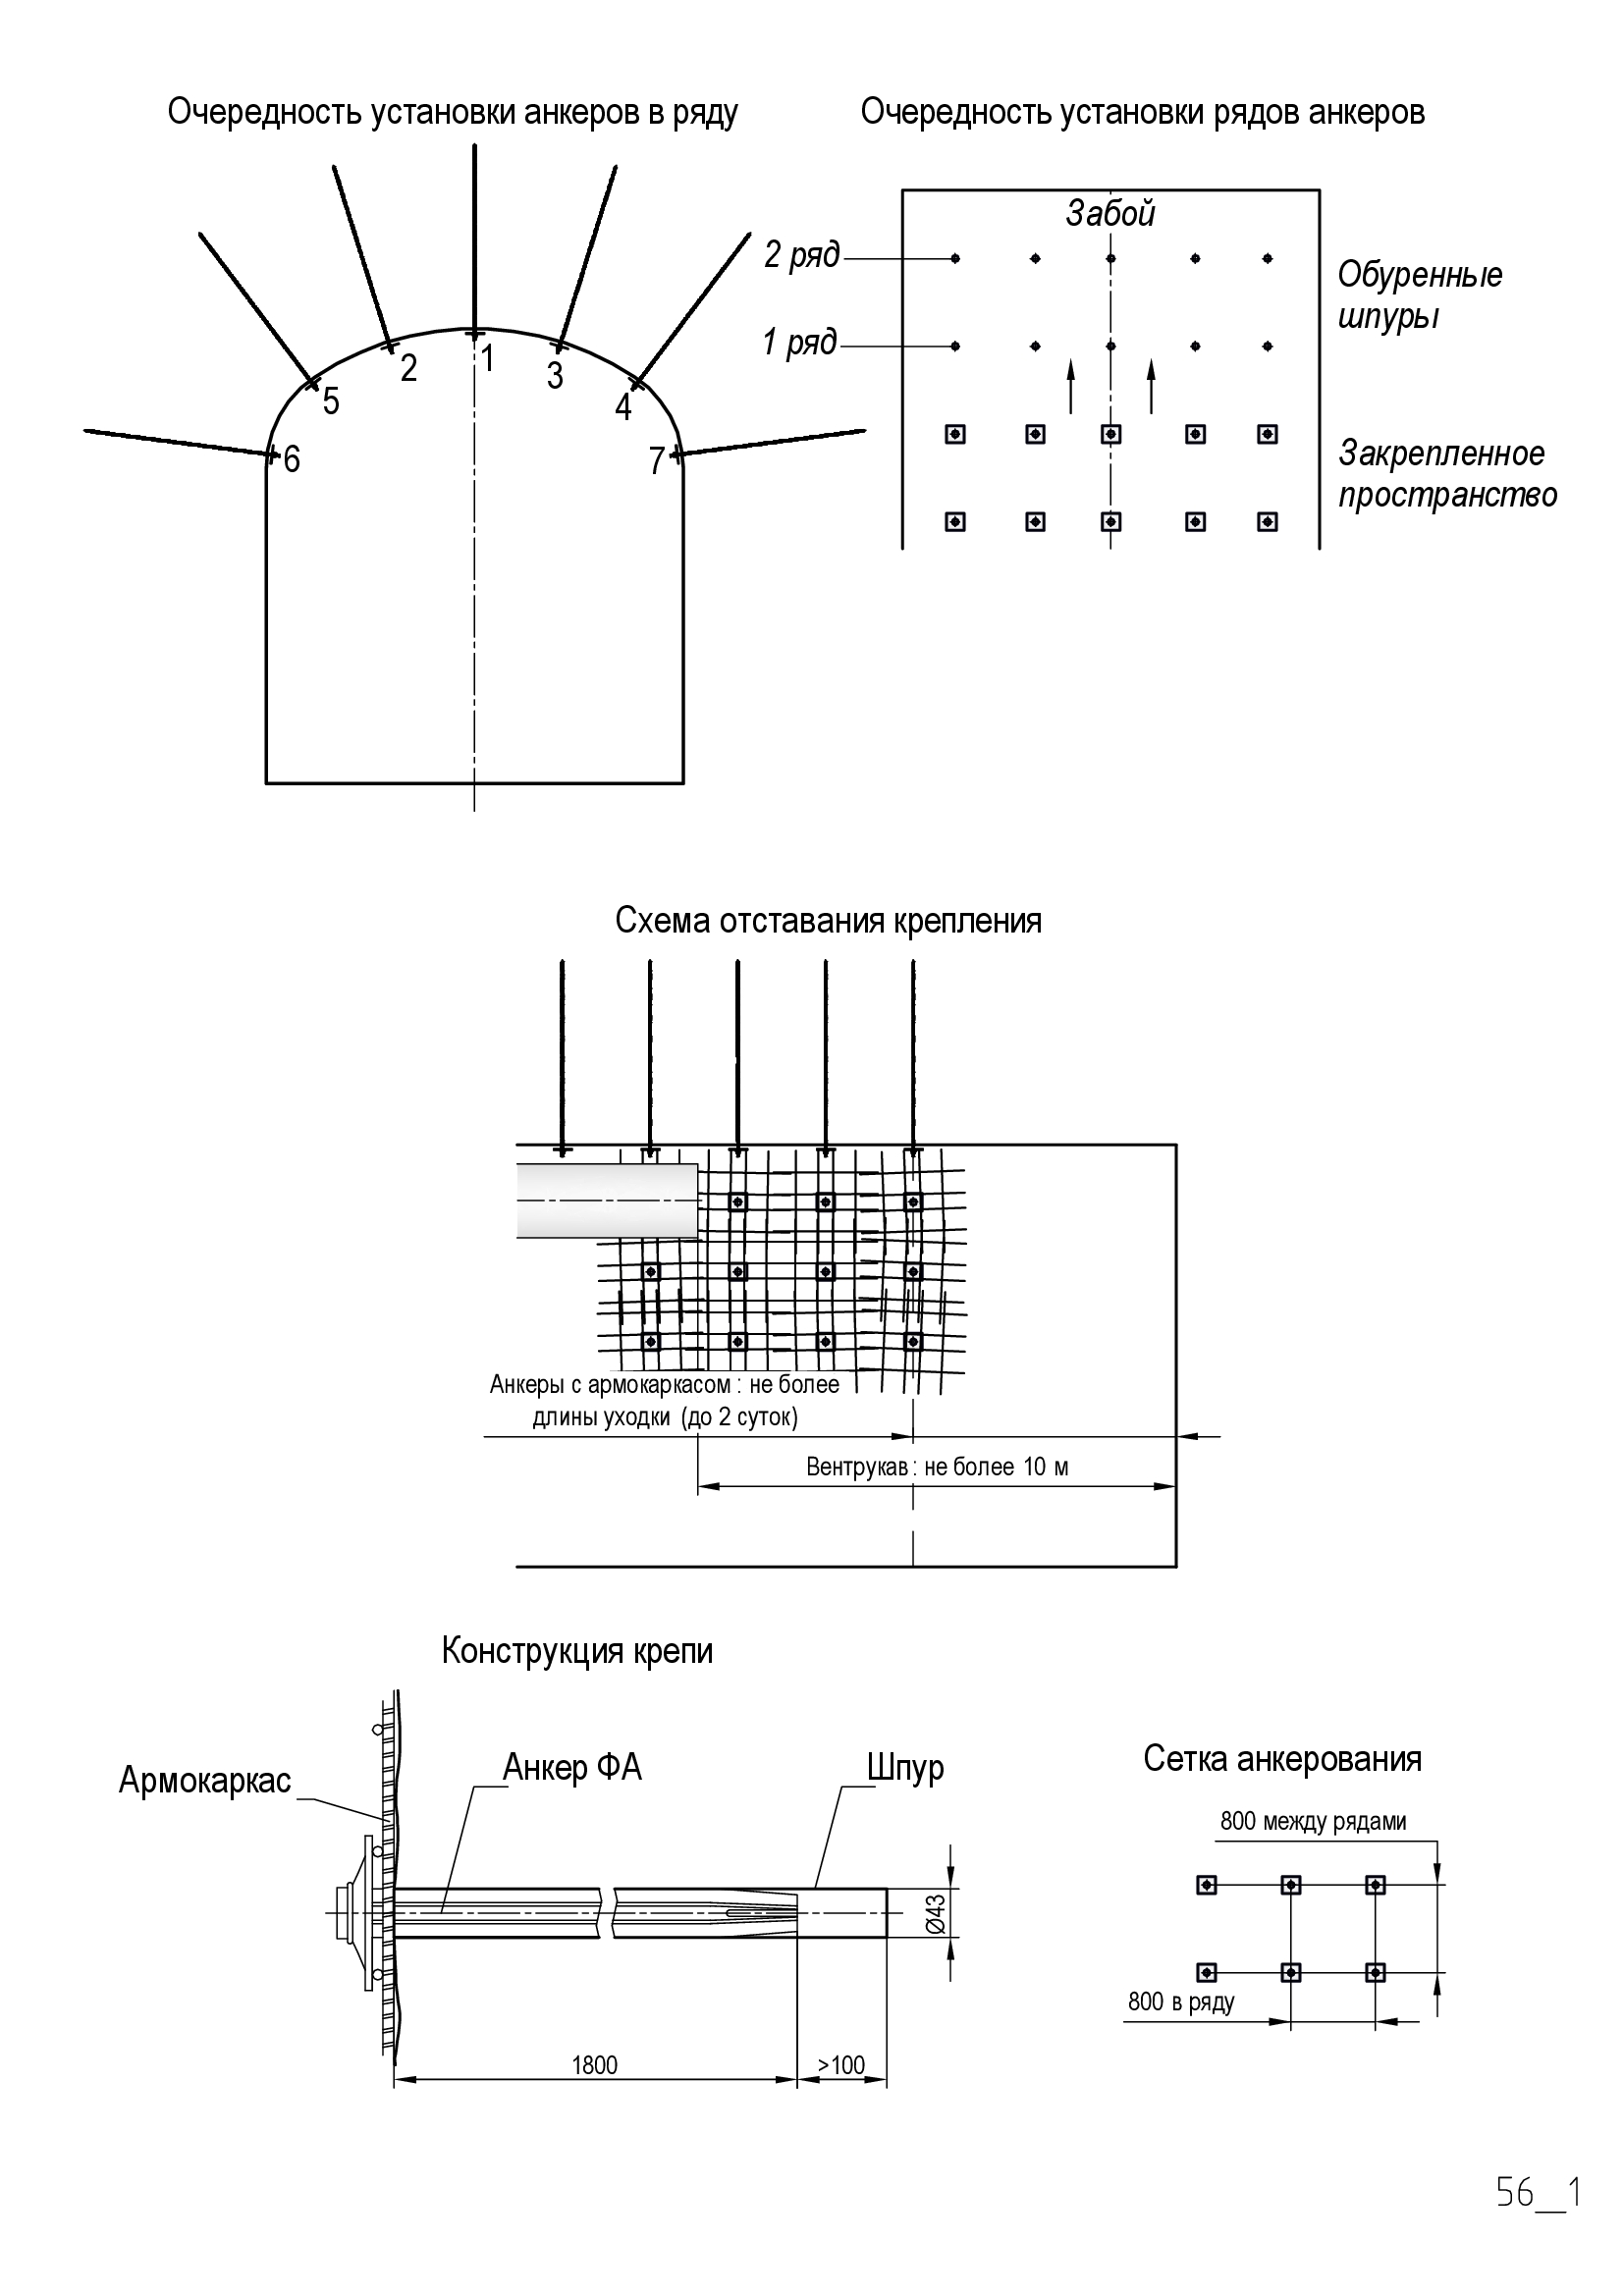 Очередность установки анкеров в ряду
1
2
3
5
4
6
7
Очередность установки рядов анкеров
Забой
2 ряд
1 ряд
Обуренные
шпуры
Закрепленное
пространство
Схема отставания крепления
Анкеры с армокаркасом : не более
длины уходки (до 2 суток)
Вентрукав : не более 10 м
Конструкция крепи
Армокаркас
Анкер ФА
Шпур
Ø43
1800
>100
Сетка анкерования
800 между рядами
800 в ряду
56__1